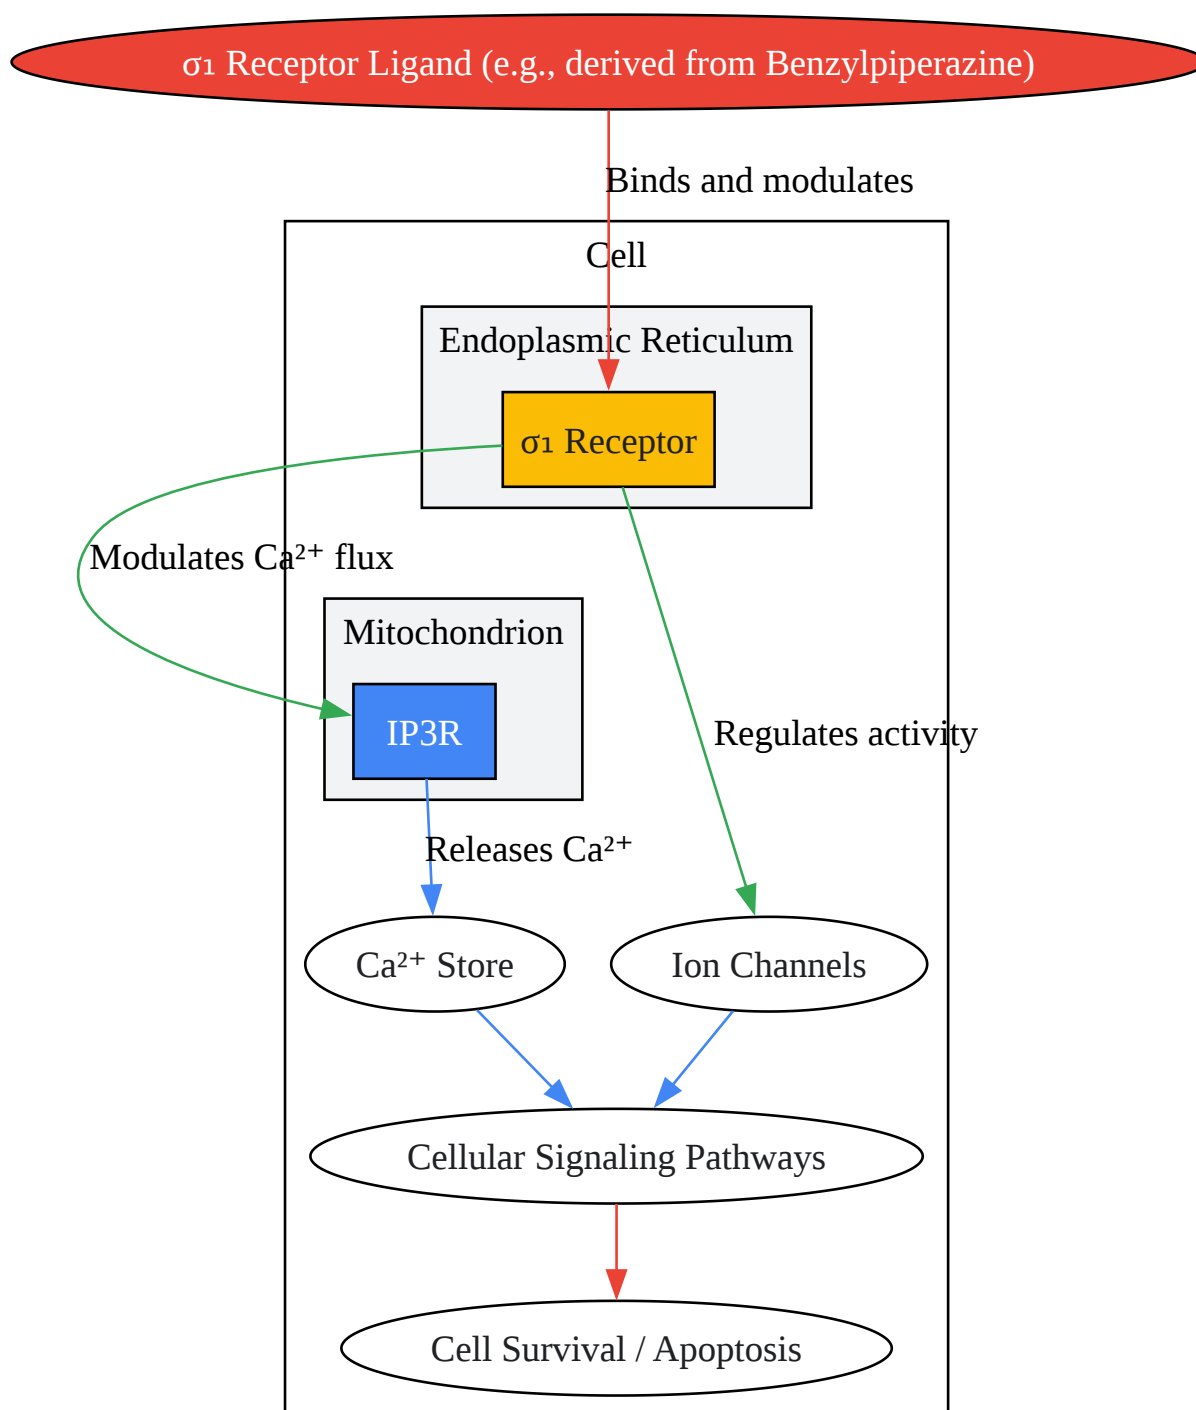 σ₁ Receptor Ligand (e.g., derived from Benzylpiperazine)
Binds and modulates
Cell
Endoplasmic Reticulum
σ₁ Receptor
Modulates Ca²⁺ flux
Mitochondrion
IP3R
Regulates activity
Releases Ca²⁺
Ca²⁺ Store
Ion Channels
Cellular Signaling Pathways
Cell Survival / Apoptosis